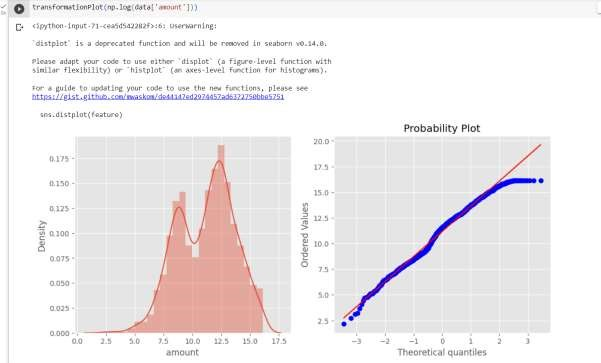 transformationPlot(np.log(data['amount']))
<ipython-input-71-cea5d542282f>:6: UserWarning:
`distplot` is a deprecated function and will be removed in seaborn v0.14.0.
Please adapt your code to use either `displot` (a figure-level function with
similar flexibility) or `histplot` (an axes-level function for histograms).
For a guide to updating your code to use the new functions, please see
https://gist.github.com/mwaskom/de44147ed2974457ad6372750bbe5751
sns.distplot(feature)
Probability Plot
0.175
0.150
0.125
0.100
0.075
0.050
0.025
0.000
Density
0.0 2.5 5.0 7.5 10.0 12.5 15.0 17.5
amount
20.0
17.5
15.0
12.5
10.0
7.5
5.0
2.5
Ordered Values
−3 −2 −1 0 1 2 3
Theoretical quantiles